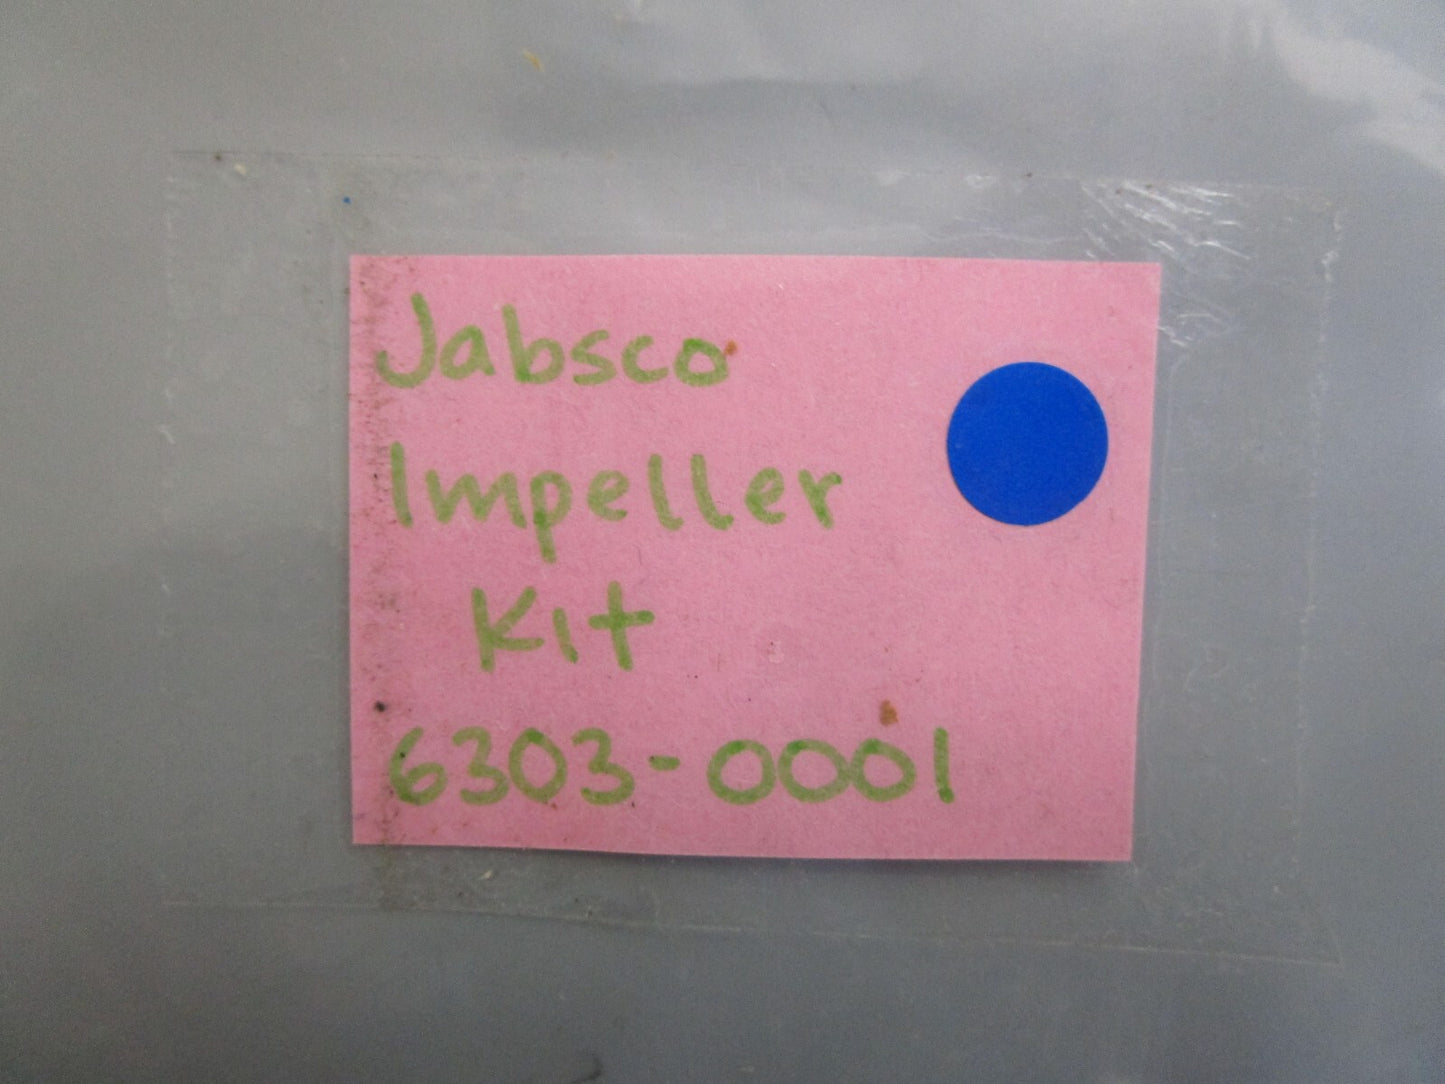 Jabsco
Impeller
Kit
6303-0001